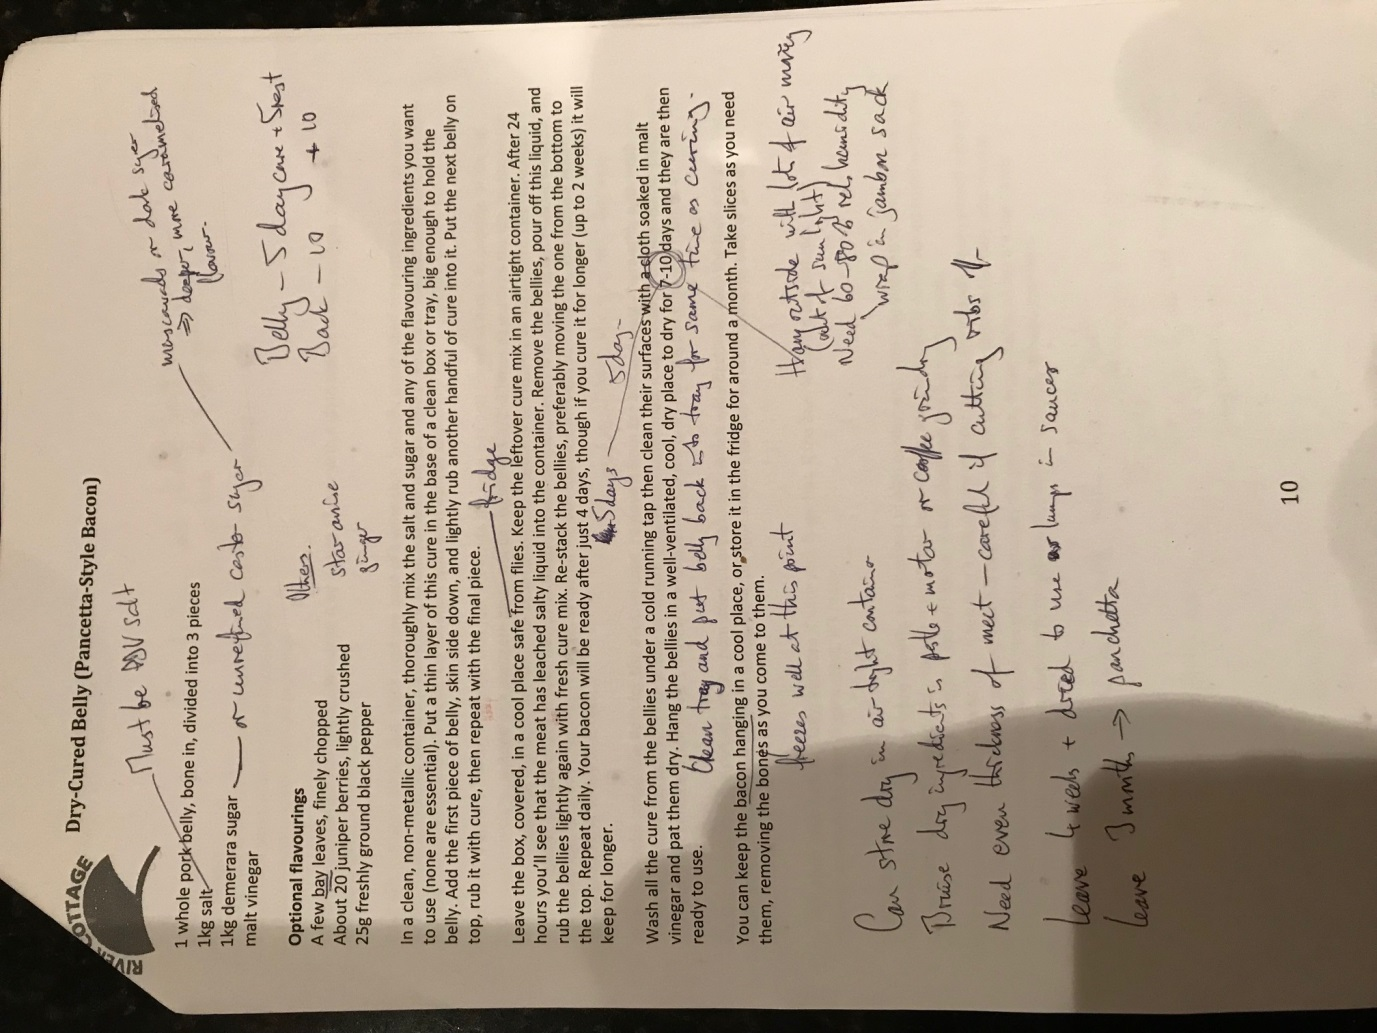 RIVER COTTAGE
Dry-Cured Belly (Pancetta-Style Bacon)
Must be PDV salt
muscovado or dark sugar
⇒ deeper, more caramelised
flavour.
1 whole pork belly, bone in, divided into 3 pieces
1kg salt
1kg demerara sugar — or unrefined caster sugar
malt vinegar
Belly – 5 day cure + 5 rest
Back – 10 + 10
Optional flavourings
A few bay leaves, finely chopped
About 20 juniper berries, lightly crushed
25g freshly ground black pepper
Others.
star anise
ginger
In a clean, non-metallic container, thoroughly mix the salt and sugar and any of the flavouring ingredients you want
to use (none are essential). Put a thin layer of this cure in the base of a clean box or tray, big enough to hold the
belly. Add the first piece of belly, skin side down, and lightly rub another handful of cure into it. Put the next belly on
top, rub it with cure, then repeat with the final piece.
fridge
Leave the box, covered, in a cool place safe from flies. Keep the leftover cure mix in an airtight container. After 24
hours you'll see that the meat has leached salty liquid into the container. Remove the bellies, pour off this liquid, and
rub the bellies lightly again with fresh cure mix. Re-stack the bellies, preferably moving the one from the bottom to
the top. Repeat daily. Your bacon will be ready after just 4 days, though if you cure it for longer (up to 2 weeks) it will
keep for longer.
5 days
5 day
Wash all the cure from the bellies under a cold running tap then clean their surfaces with a cloth soaked in malt
vinegar and pat them dry. Hang the bellies in a well-ventilated, cool, dry place to dry for 7-10 days and they are then
ready to use.
Clean tray and put belly back into tray for same time as curing.
You can keep the bacon hanging in a cool place, or store it in the fridge for around a month. Take slices as you need
them, removing the bones as you come to them.
freezes well at this point
Hang outside with lots of air moving
(out of sun light)
Need 60–80% rel. humidity
wrap in jambon sack
Can store dry in air tight container
Bruise dry ingredients in pestle + mortar or coffee grinder
Need even thickness of meat – careful if cutting ribs off
Leave 4 weeks + diced to use as lumps in sauces
Leave 3 months ⇒ panchetta
10